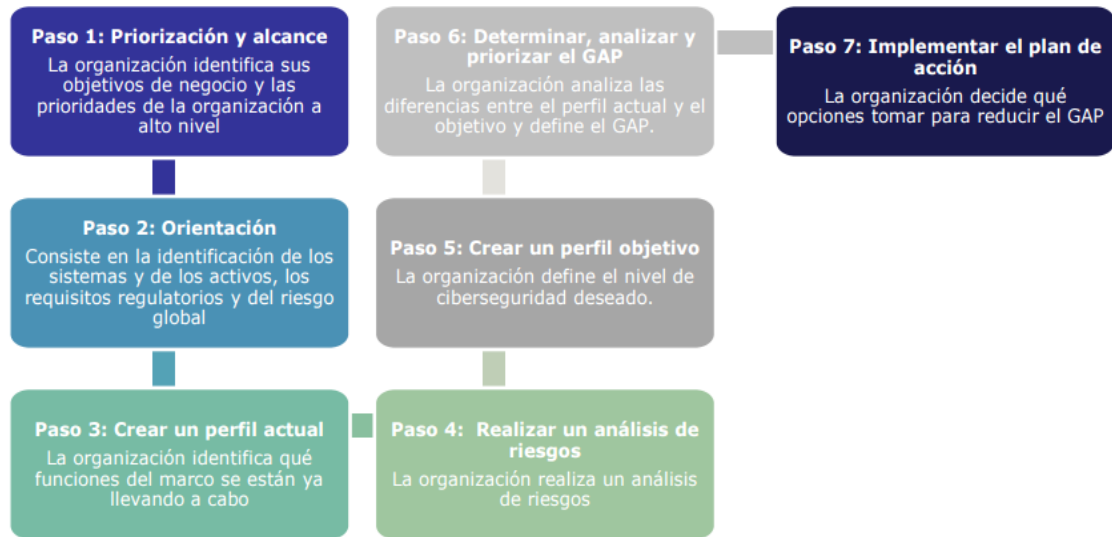 Paso 1: Priorización y alcance
La organización identifica sus
objetivos de negocio y las
prioridades de la organización a
alto nivel
Paso 2: Orientación
Consiste en la identificación de los
sistemas y de los activos, los
requisitos regulatorios y del riesgo
global
Paso 3: Crear un perfil actual
La organización identifica qué
funciones del marco se están ya
llevando a cabo
Paso 4: Realizar un análisis de
riesgos
La organización realiza un análisis
de riesgos
Paso 5: Crear un perfil objetivo
La organización define el nivel de
ciberseguridad deseado.
Paso 6: Determinar, analizar y
priorizar el GAP
La organización analiza las
diferencias entre el perfil actual y el
objetivo y define el GAP.
Paso 7: Implementar el plan de
acción
La organización decide qué
opciones tomar para reducir el GAP